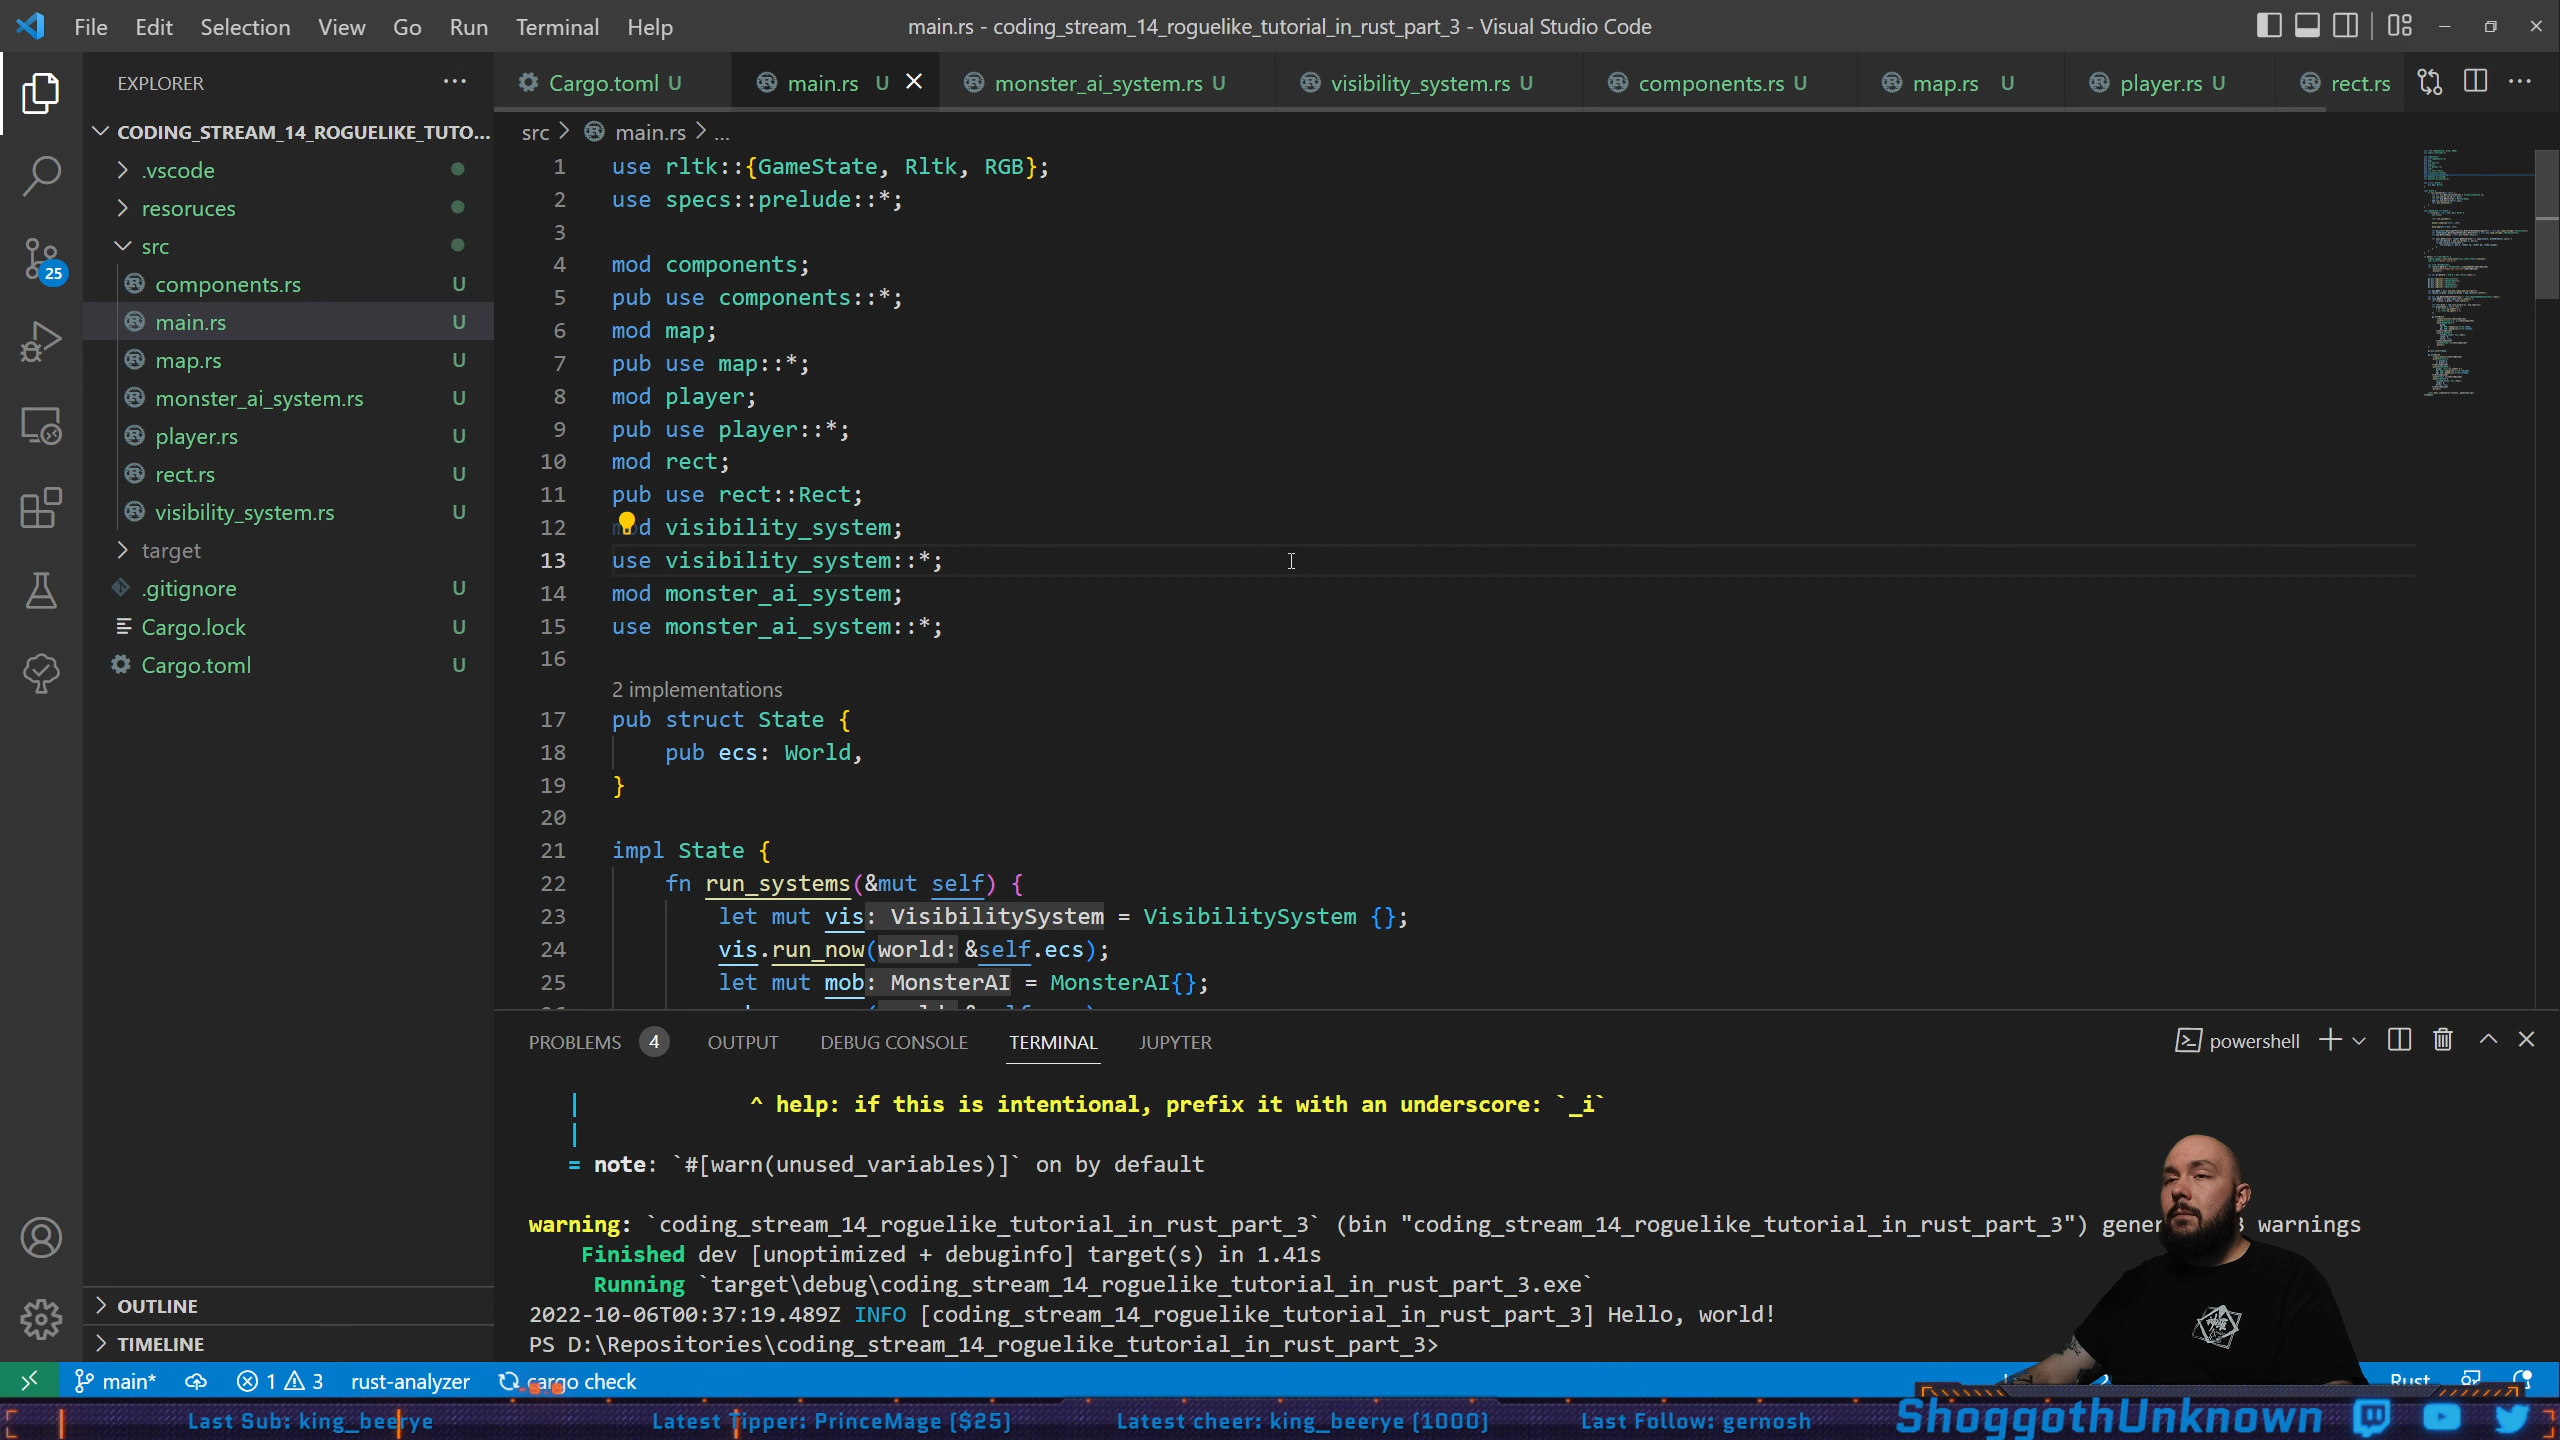 File Edit Selection View Go Run Terminal Help
main.rs - coding_stream_14_roguelike_tutorial_in_rust_part_3 - Visual Studio Code
EXPLORER
CODING_STREAM_14_ROGUELIKE_TUTO...
.vscode
resoruces
src
components.rs U
main.rs U
map.rs U
monster_ai_system.rs U
player.rs U
rect.rs U
visibility_system.rs U
target
.gitignore U
Cargo.lock U
Cargo.toml U
OUTLINE
TIMELINE
25
Cargo.toml U main.rs U monster_ai_system.rs U visibility_system.rs U components.rs U map.rs U player.rs U rect.rs
src > main.rs > ...
1 use rltk::{GameState, Rltk, RGB};
2 use specs::prelude::*;
3
4 mod components;
5 pub use components::*;
6 mod map;
7 pub use map::*;
8 mod player;
9 pub use player::*;
10 mod rect;
11 pub use rect::Rect;
12 mod visibility_system;
13 use visibility_system::*;
14 mod monster_ai_system;
15 use monster_ai_system::*;
16
2 implementations
17 pub struct State {
18 pub ecs: World,
19 }
20
21 impl State {
22 fn run_systems(&mut self) {
23 let mut vis: VisibilitySystem = VisibilitySystem {};
24 vis.run_now(world: &self.ecs);
25 let mut mob: MonsterAI = MonsterAI{};
PROBLEMS 4 OUTPUT DEBUG CONSOLE TERMINAL JUPYTER
powershell
| ^ help: if this is intentional, prefix it with an underscore: `_i`
|
= note: `#[warn(unused_variables)]` on by default
warning: `coding_stream_14_roguelike_tutorial_in_rust_part_3` (bin "coding_stream_14_roguelike_tutorial_in_rust_part_3") gener 3 warnings
Finished dev [unoptimized + debuginfo] target(s) in 1.41s
Running `target\debug\coding_stream_14_roguelike_tutorial_in_rust_part_3.exe`
2022-10-06T00:37:19.489Z INFO [coding_stream_14_roguelike_tutorial_in_rust_part_3] Hello, world!
PS D:\Repositories\coding_stream_14_roguelike_tutorial_in_rust_part_3>
main* 1 3 rust-analyzer cargo check Rust
Last Sub: king_beerye Latest Tipper: PrinceMage ($25) Latest cheer: king_beerye (1000) Last Follow: gernosh ShoggothUnknown